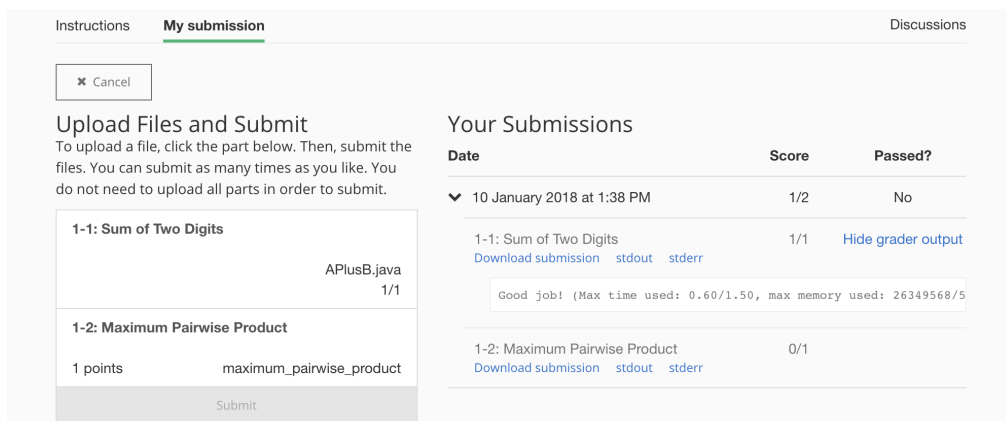 Instructions My submission Discussions
✖ Cancel
Upload Files and Submit
To upload a file, click the part below. Then, submit the
files. You can submit as many times as you like. You
do not need to upload all parts in order to submit.
1-1: Sum of Two Digits
APlusB.java
1/1
1-2: Maximum Pairwise Product
1 points maximum_pairwise_product
Submit
Your Submissions
Date Score Passed?
10 January 2018 at 1:38 PM 1/2 No
1-1: Sum of Two Digits 1/1 Hide grader output
Download submission stdout stderr
Good job! (Max time used: 0.60/1.50, max memory used: 26349568/5
1-2: Maximum Pairwise Product 0/1
Download submission stdout stderr